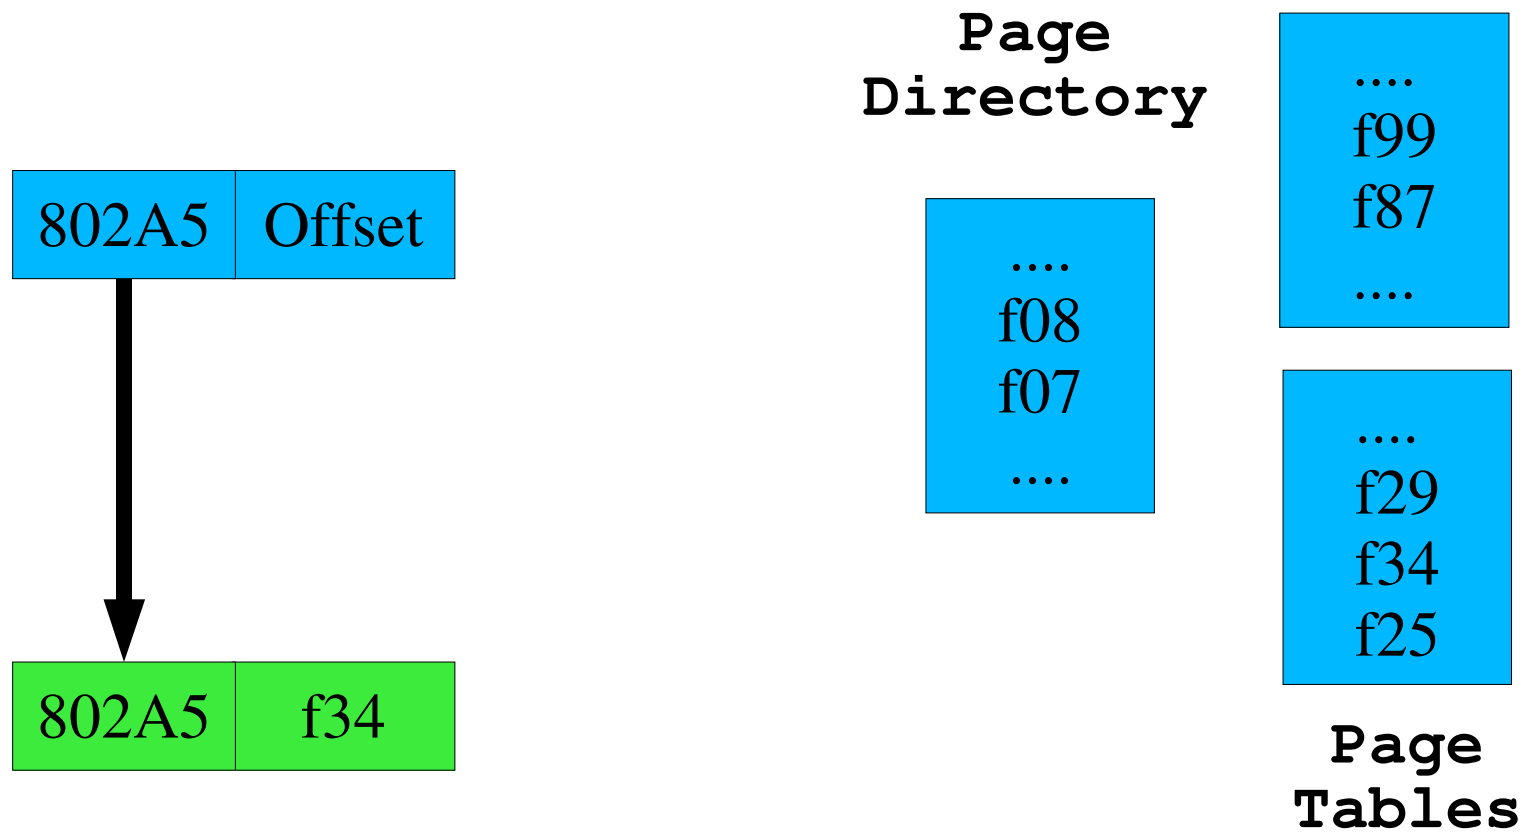 802A5 Offset
802A5 f34
Page
Directory
....
f08
f07
....
....
f99
f87
....
....
f29
f34
f25
Page
Tables